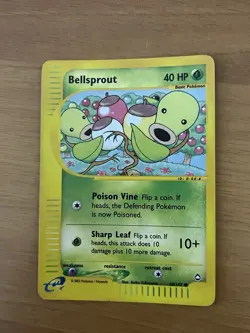 Bellsprout
40 HP
Basic Pokémon
Poison Vine Flip a coin. If
heads, the Defending Pokémon
is now Poisoned.
Sharp Leaf Flip a coin. If
heads, this attack does 10
damage plus 10 more damage.
10+
weakness resistance retreat cost